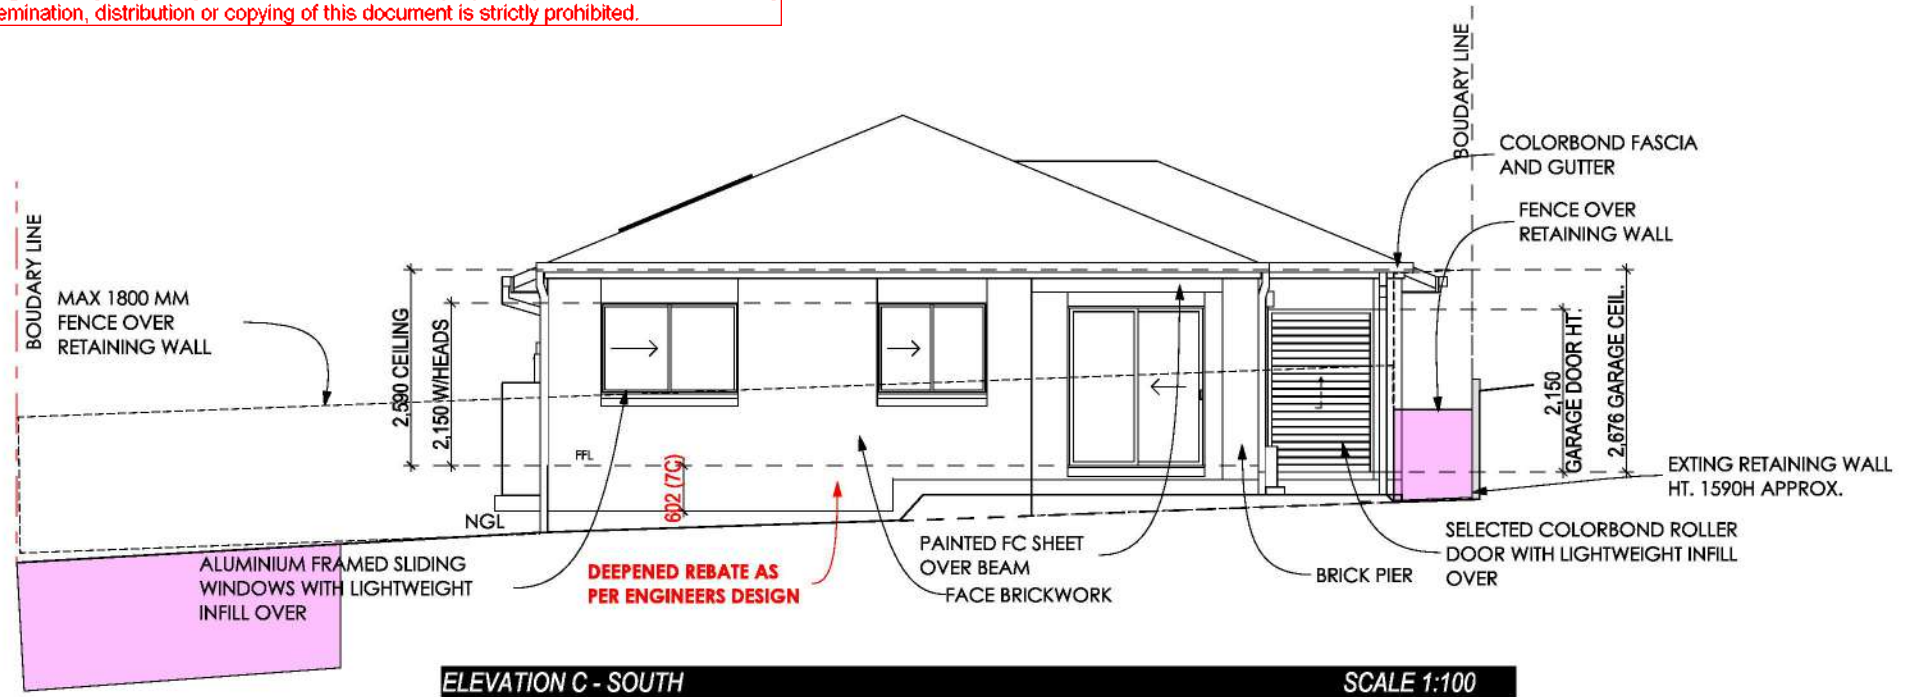 emination, distribution or copying of this document is strictly prohibited.
BOUDARY LINE
COLORBOND FASCIA
AND GUTTER
FENCE OVER
RETAINING WALL
BOUDARY LINE
MAX 1800 MM
FENCE OVER
RETAINING WALL
2,590 CEILING
2,150 W/HEADS
FFL
602 (7C)
2,150
GARAGE DOOR HT.
2,676 GARAGE CEIL.
EXTING RETAINING WALL
HT. 1590H APPROX.
NGL
ALUMINIUM FRAMED SLIDING
WINDOWS WITH LIGHTWEIGHT
INFILL OVER
DEEPENED REBATE AS
PER ENGINEERS DESIGN
PAINTED FC SHEET
OVER BEAM
FACE BRICKWORK
BRICK PIER
SELECTED COLORBOND ROLLER
DOOR WITH LIGHTWEIGHT INFILL
OVER
ELEVATION C - SOUTH
SCALE 1:100